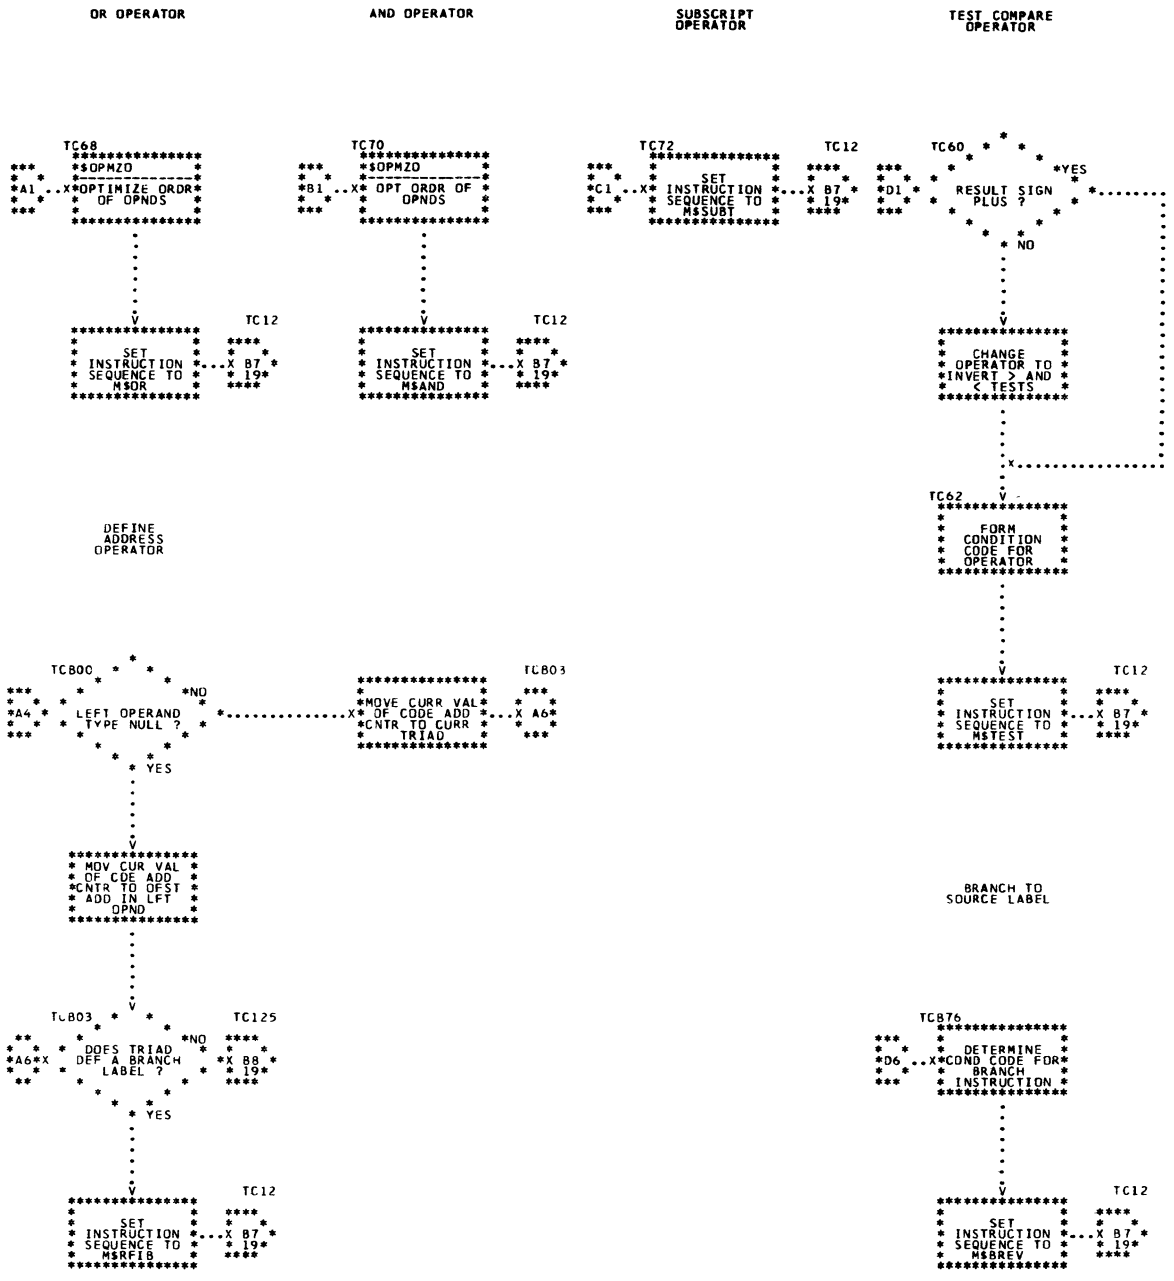 OR OPERATOR
AND OPERATOR
SUBSCRIPT
OPERATOR
TEST COMPARE
OPERATOR
TC68
$OPMZO
A1
OPTIMIZE ORDR
OF OPNDS
TC70
$OPMZO
B1
OPT ORDR OF
OPNDS
TC72
C1
SET
INSTRUCTION
SEQUENCE TO
M$SUBT
TC12
B7
19
TC60
D1
RESULT SIGN
PLUS ?
YES
NO
SET
INSTRUCTION
SEQUENCE TO
M$OR
TC12
B7
19
SET
INSTRUCTION
SEQUENCE TO
M$AND
TC12
B7
19
CHANGE
OPERATOR TO
INVERT > AND
< TESTS
TC62
FORM
CONDITION
CODE FOR
OPERATOR
DEFINE
ADDRESS
OPERATOR
TCB00
A4
LEFT OPERAND
TYPE NULL ?
NO
YES
MOVE CURR VAL
OF CODE ADD
CNTR TO CURR
TRIAD
TCB03
A6
SET
INSTRUCTION
SEQUENCE TO
M$TEST
TC12
B7
19
MOV CUR VAL
OF CDE ADD
CNTR TO OFST
ADD IN LFT
OPND
BRANCH TO
SOURCE LABEL
TCB03
A6
DOES TRIAD
DEF A BRANCH
LABEL ?
NO
YES
TC125
B8
19
TCB76
D6
DETERMINE
COND CODE FOR
BRANCH
INSTRUCTION
SET
INSTRUCTION
SEQUENCE TO
M$RFIB
TC12
B7
19
SET
INSTRUCTION
SEQUENCE TO
M$BREV
TC12
B7
19